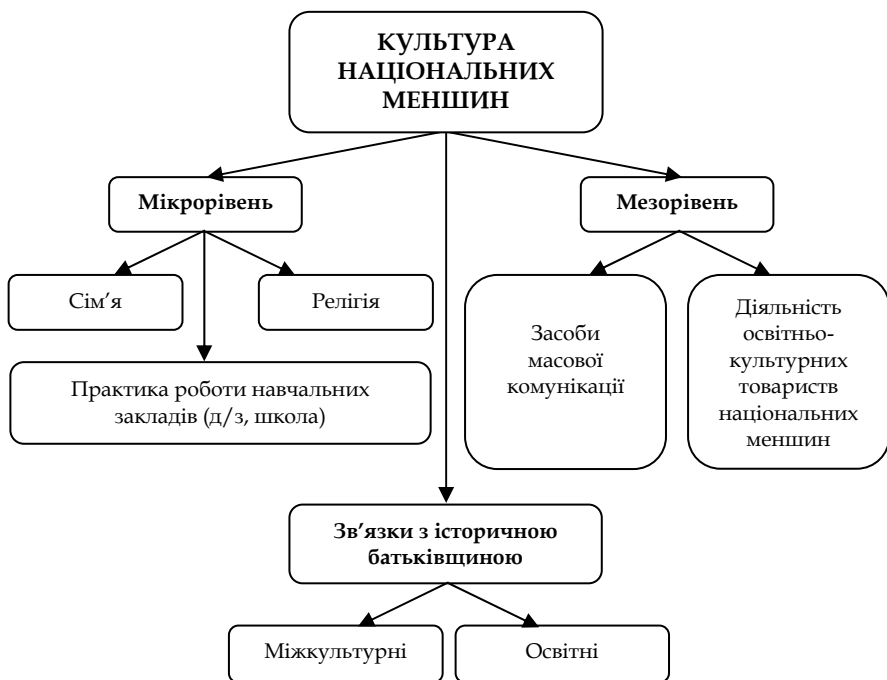 КУЛЬТУРА
НАЦІОНАЛЬНИХ
МЕНШИН
Мікрорівень
Мезорівень
Сім’я
Релігія
Практика роботи навчальних
закладів (д/з, школа)
Засоби
масової
комунікації
Діяльність
освітньо-
культурних
товариств
національних
меншин
Зв’язки з історичною
батьківщиною
Міжкультурні
Освітні